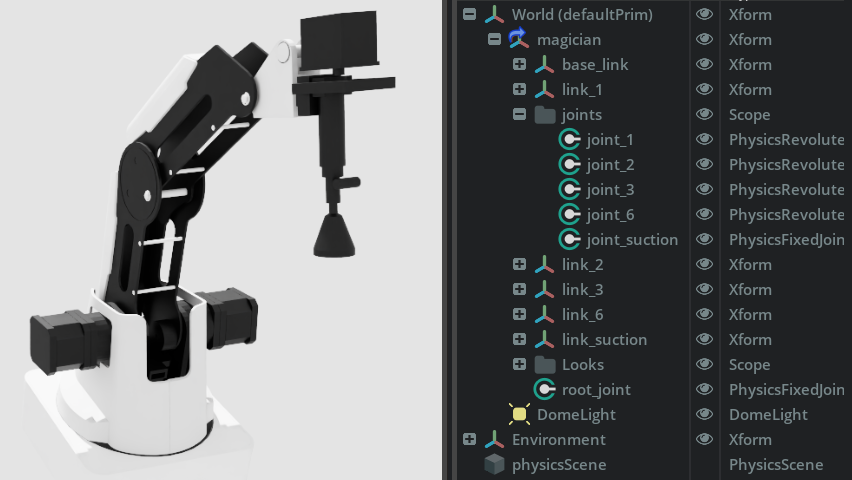 World (defaultPrim) Xform
magician Xform
base_link Xform
link_1 Xform
joints Scope
joint_1 PhysicsRevolute
joint_2 PhysicsRevolute
joint_3 PhysicsRevolute
joint_6 PhysicsRevolute
joint_suction PhysicsFixedJoin
link_2 Xform
link_3 Xform
link_6 Xform
link_suction Xform
Looks Scope
root_joint PhysicsFixedJoin
DomeLight DomeLight
Environment Xform
physicsScene PhysicsScene